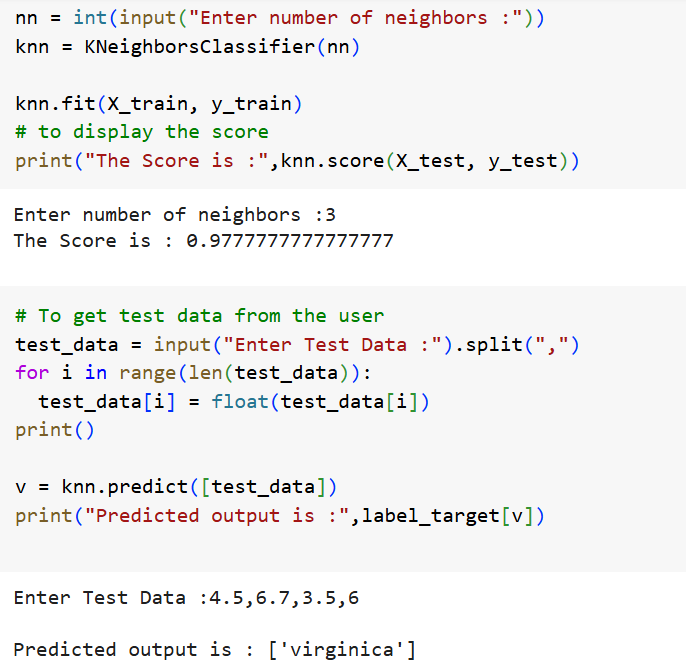 nn = int(input("Enter number of neighbors :"))
knn = KNeighborsClassifier(nn)
knn.fit(X_train, y_train)
# to display the score
print("The Score is :",knn.score(X_test, y_test))
Enter number of neighbors :3
The Score is : 0.9777777777777777
# To get test data from the user
test_data = input("Enter Test Data :").split(",")
for i in range(len(test_data)):
  test_data[i] = float(test_data[i])
print()
v = knn.predict([test_data])
print("Predicted output is :",label_target[v])
Enter Test Data :4.5,6.7,3.5,6
Predicted output is : ['virginica']